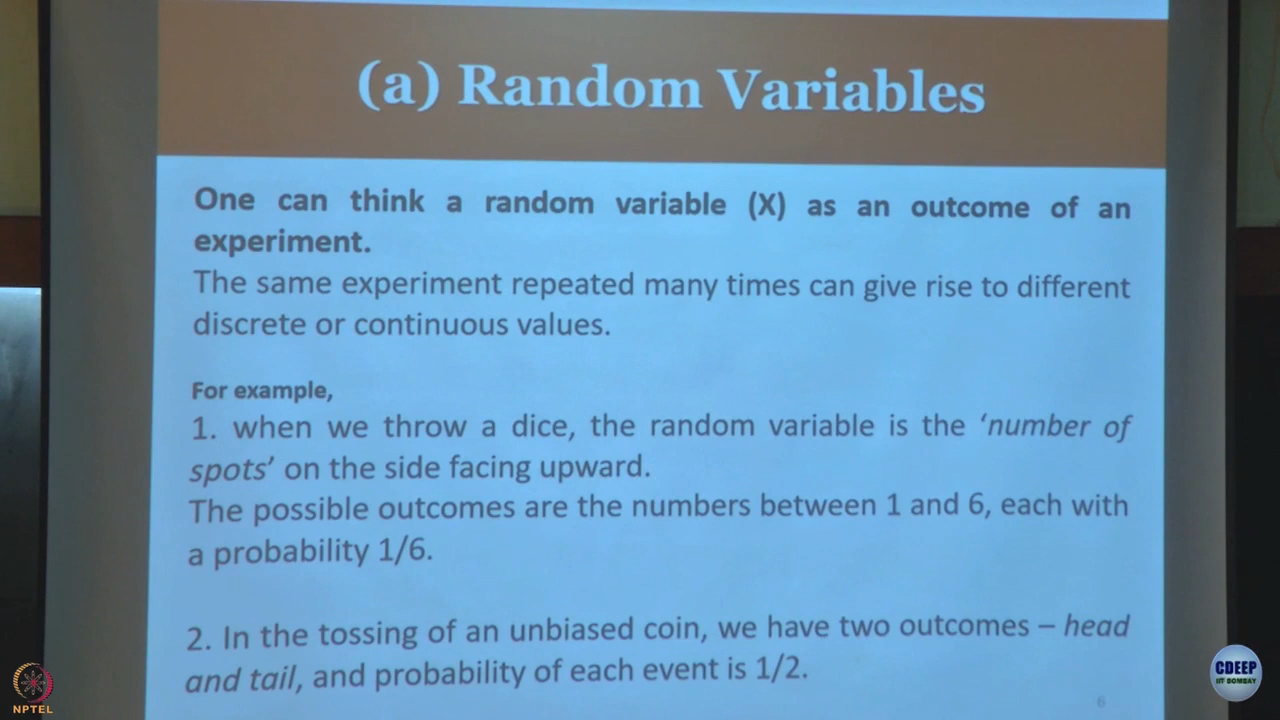 (a) Random Variables
One can think a random variable (X) as an outcome of an
experiment.
The same experiment repeated many times can give rise to different
discrete or continuous values.
For example,
1. when we throw a dice, the random variable is the ‘number of
spots’ on the side facing upward.
The possible outcomes are the numbers between 1 and 6, each with
a probability 1/6.
2. In the tossing of an unbiased coin, we have two outcomes – head
and tail, and probability of each event is 1/2.
6
NPTEL
CDEEP
IIT BOMBAY